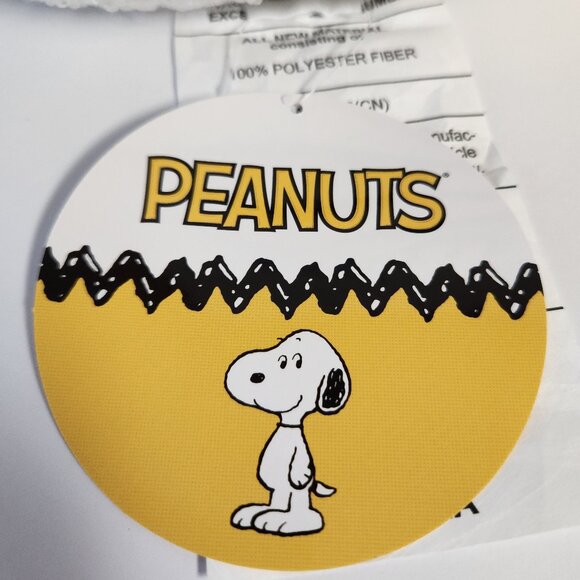 ALL NEW MATERIAL
consisting of
100% POLYESTER FIBER
(CN)
PEANUTS